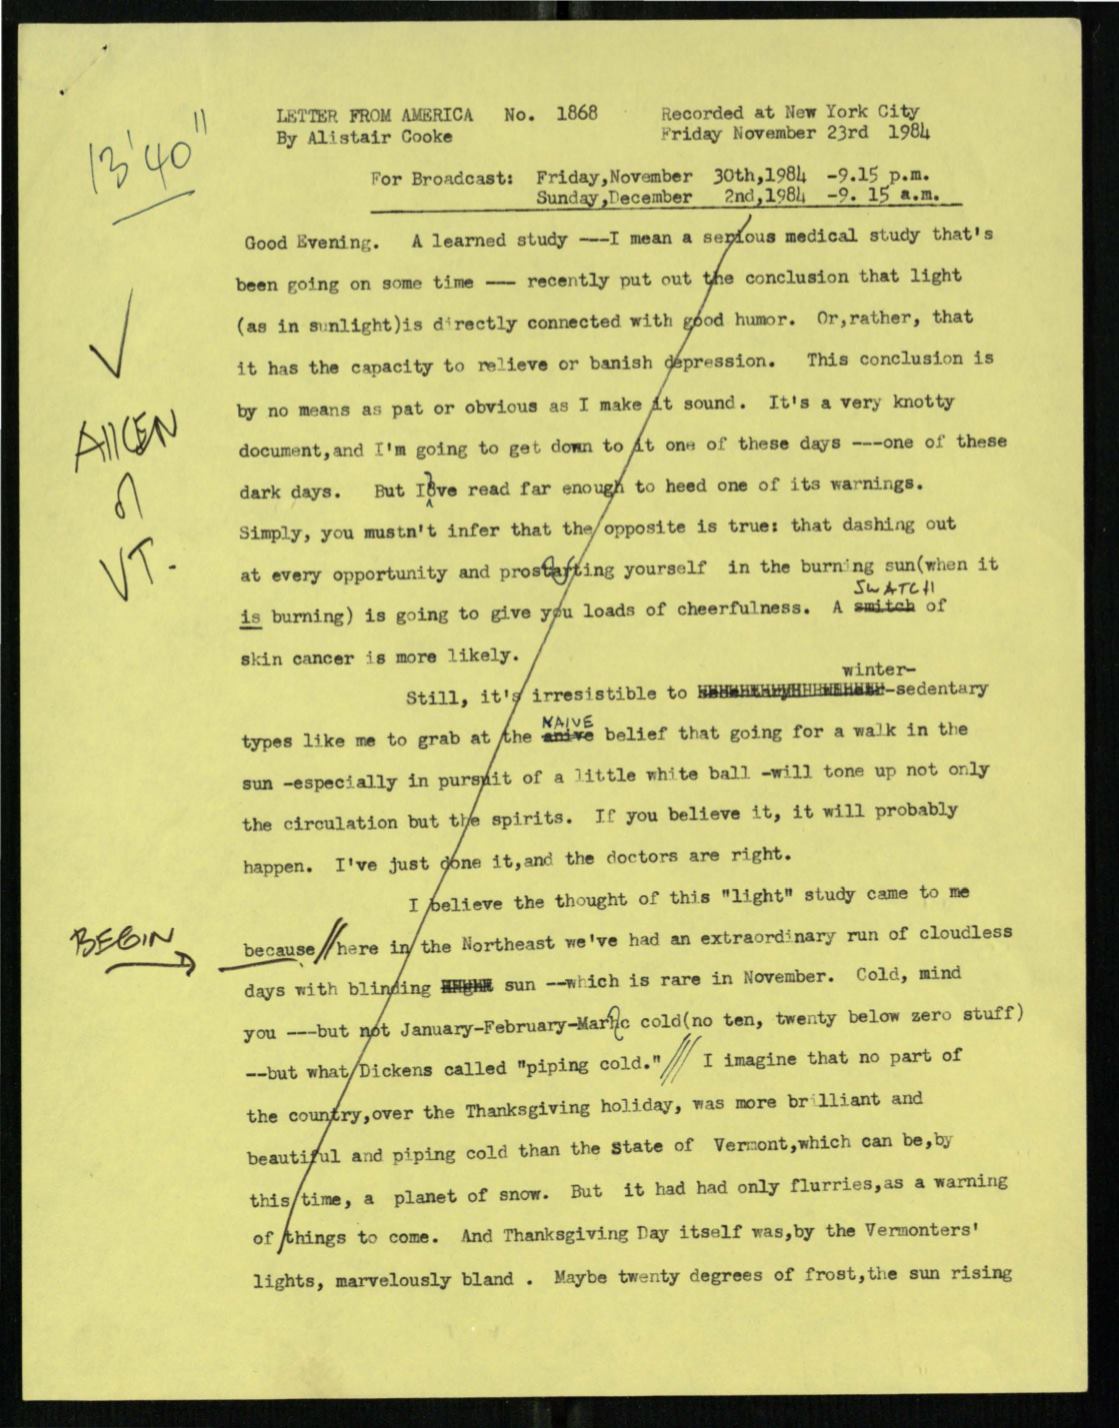 13'40"
LETTER FROM AMERICA No. 1868 Recorded at New York City
By Alistair Cooke Friday November 23rd 1984
For Broadcast: Friday,November 30th,1984 -9.15 p.m.
Sunday,December 2nd,1984 -9. 15 a.m.
Good Evening. A learned study ---I mean a serious medical study that's
been going on some time --- recently put out the conclusion that light
(as in sunlight)is directly connected with good humor. Or,rather, that
it has the capacity to relieve or banish depression. This conclusion is
by no means as pat or obvious as I make it sound. It's a very knotty
AIKEN
document,and I'm going to get down to it one of these days ---one of these
dark days. But I've read far enough to heed one of its warnings.
of
Simply, you mustn't infer that the opposite is true: that dashing out
VT.
at every opportunity and prostrating yourself in the burning sun(when it
SWATCH
is burning) is going to give you loads of cheerfulness. A smitch of
skin cancer is more likely.
winter-
Still, it's irresistible to -sedentary
NAIVE
types like me to grab at the anive belief that going for a walk in the
sun -especially in pursuit of a little white ball -will tone up not only
the circulation but the spirits. If you believe it, it will probably
happen. I've just done it,and the doctors are right.
I believe the thought of this "light" study came to me
BEGIN
because//here in the Northeast we've had an extraordinary run of cloudless
days with blinding sun --which is rare in November. Cold, mind
you ---but not January-February-Marhc cold(no ten, twenty below zero stuff)
--but what Dickens called "piping cold."/// I imagine that no part of
the country,over the Thanksgiving holiday, was more brilliant and
beautiful and piping cold than the State of Vermont,which can be,by
this time, a planet of snow. But it had had only flurries,as a warning
of things to come. And Thanksgiving Day itself was,by the Vermonters'
lights, marvelously bland . Maybe twenty degrees of frost,the sun rising